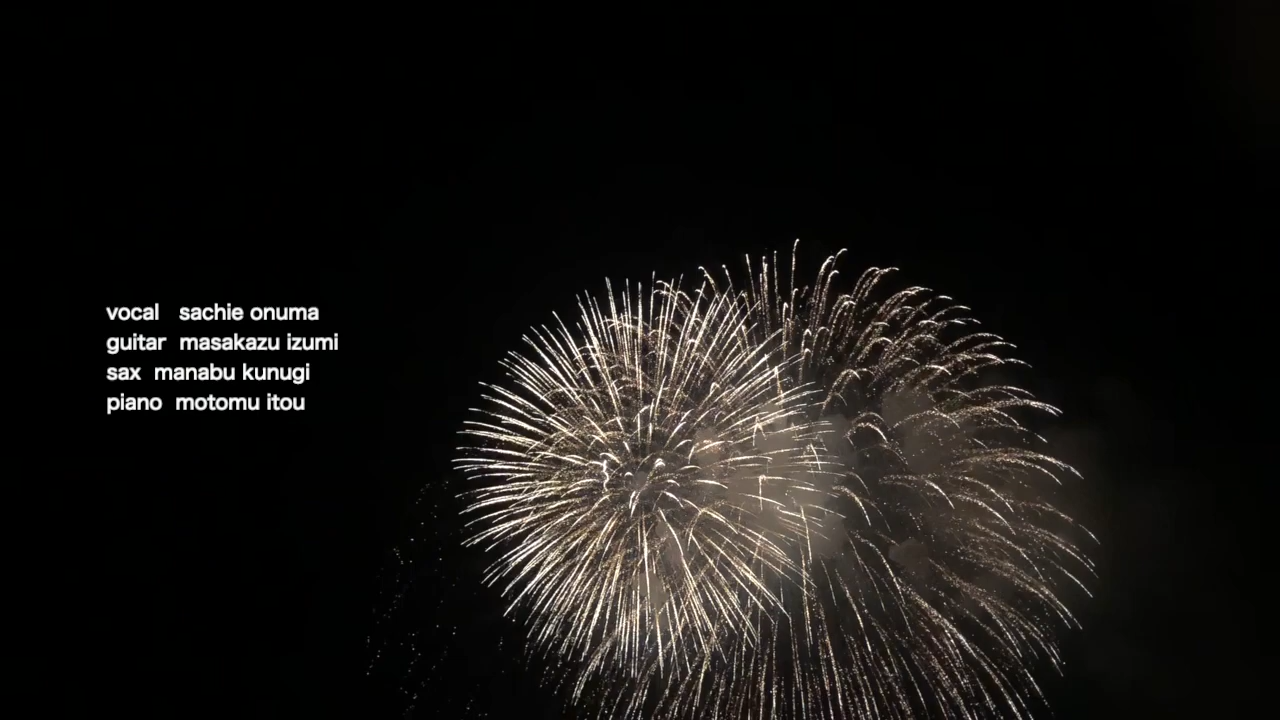 vocal sachie onuma
guitar masakazu izumi
sax manabu kunugi
piano motomu itou